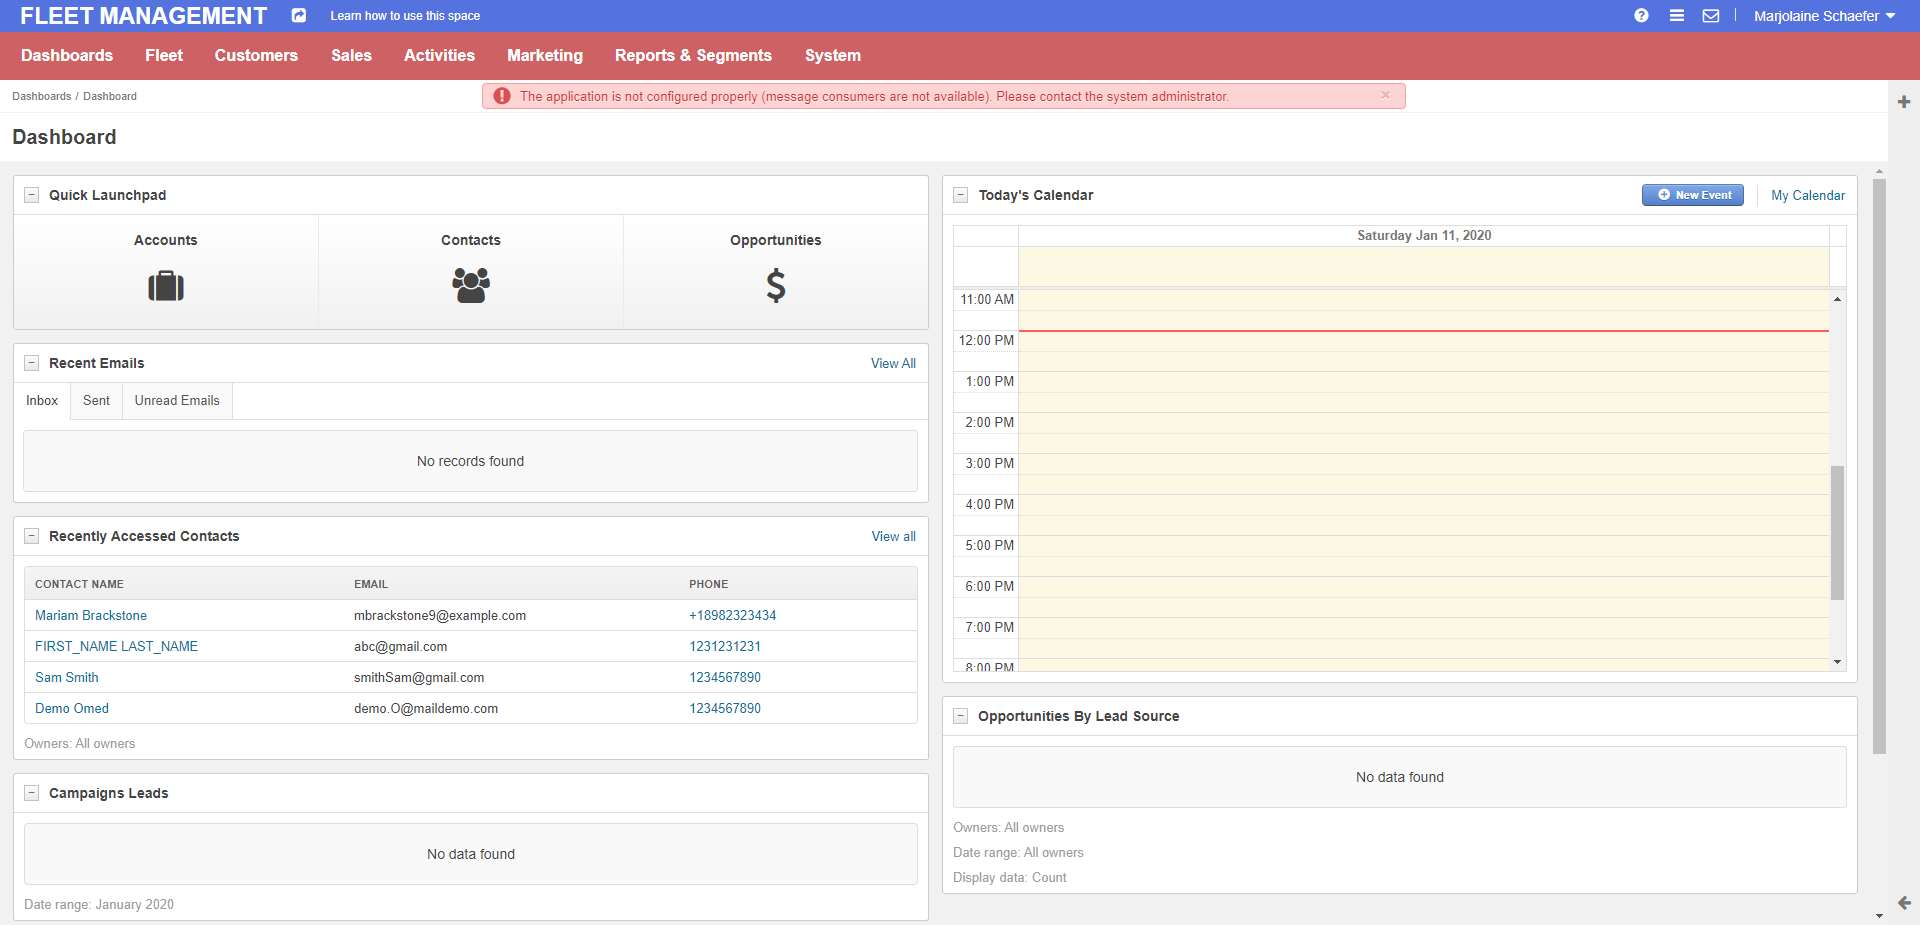 FLEET MANAGEMENT
Learn how to use this space
Marjolaine Schaefer
Dashboards
Fleet
Customers
Sales
Activities
Marketing
Reports & Segments
System
Dashboards / Dashboard
The application is not configured properly (message consumers are not available). Please contact the system administrator.
×
Dashboard
Quick Launchpad
Accounts
Contacts
Opportunities
Recent Emails
View All
Inbox
Sent
Unread Emails
No records found
Recently Accessed Contacts
View all
CONTACT NAME EMAIL PHONE
Mariam Brackstone mbrackstone9@example.com +18982323434
FIRST_NAME LAST_NAME abc@gmail.com 1231231231
Sam Smith smithSam@gmail.com 1234567890
Demo Omed demo.O@maildemo.com 1234567890
Owners: All owners
Campaigns Leads
No data found
Date range: January 2020
Today's Calendar
New Event
My Calendar
Saturday Jan 11, 2020
11:00 AM
12:00 PM
1:00 PM
2:00 PM
3:00 PM
4:00 PM
5:00 PM
6:00 PM
7:00 PM
8:00 PM
Opportunities By Lead Source
No data found
Owners: All owners
Date range: All owners
Display data: Count